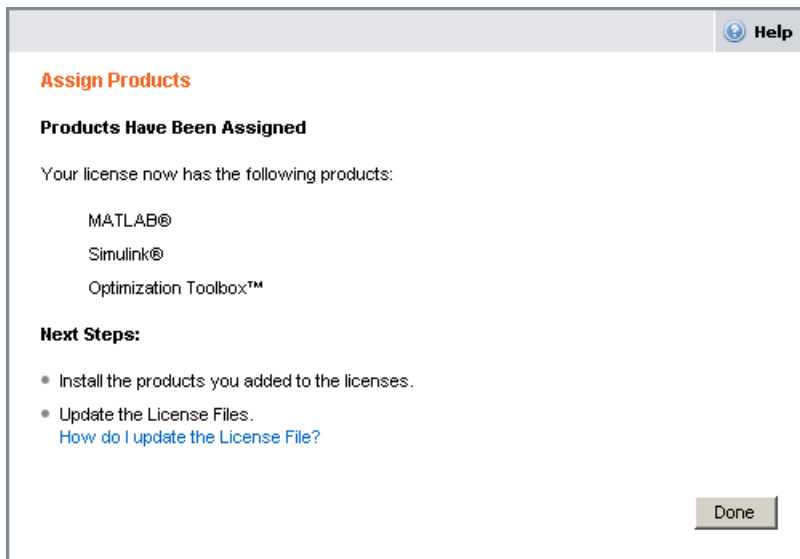 Help
Assign Products
Products Have Been Assigned
Your license now has the following products:
MATLAB®
Simulink®
Optimization Toolbox™
Next Steps:
Install the products you added to the licenses.
Update the License Files.
How do I update the License File?
Done